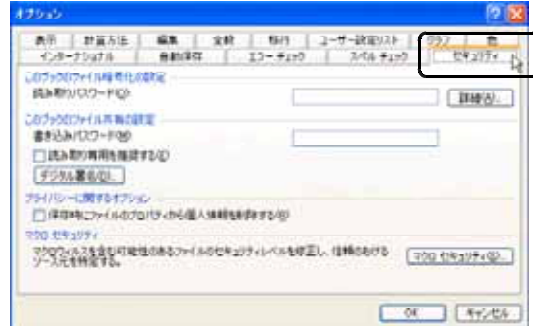 オプション
表示 計算方法 編集 全般 移行 ユーザー設定リスト グラフ 色
インターナショナル 自動保存 エラー チェック スペル チェック セキュリティ
このブックのファイル暗号化の設定
読み取りパスワード(O): 詳細(A)...
このブックのファイル共有の設定
書き込みパスワード(M):
読み取り専用を推奨する(E)
デジタル署名(D)...
プライバシーに関するオプション
保存時にファイルのプロパティから個人情報を削除する(R)
マクロ セキュリティ
マクロウィルスを含む可能性のあるファイルのセキュリティレベルを修正し、信頼のおける マクロ セキュリティ(S)...
ソース元を特定する。
OK キャンセル